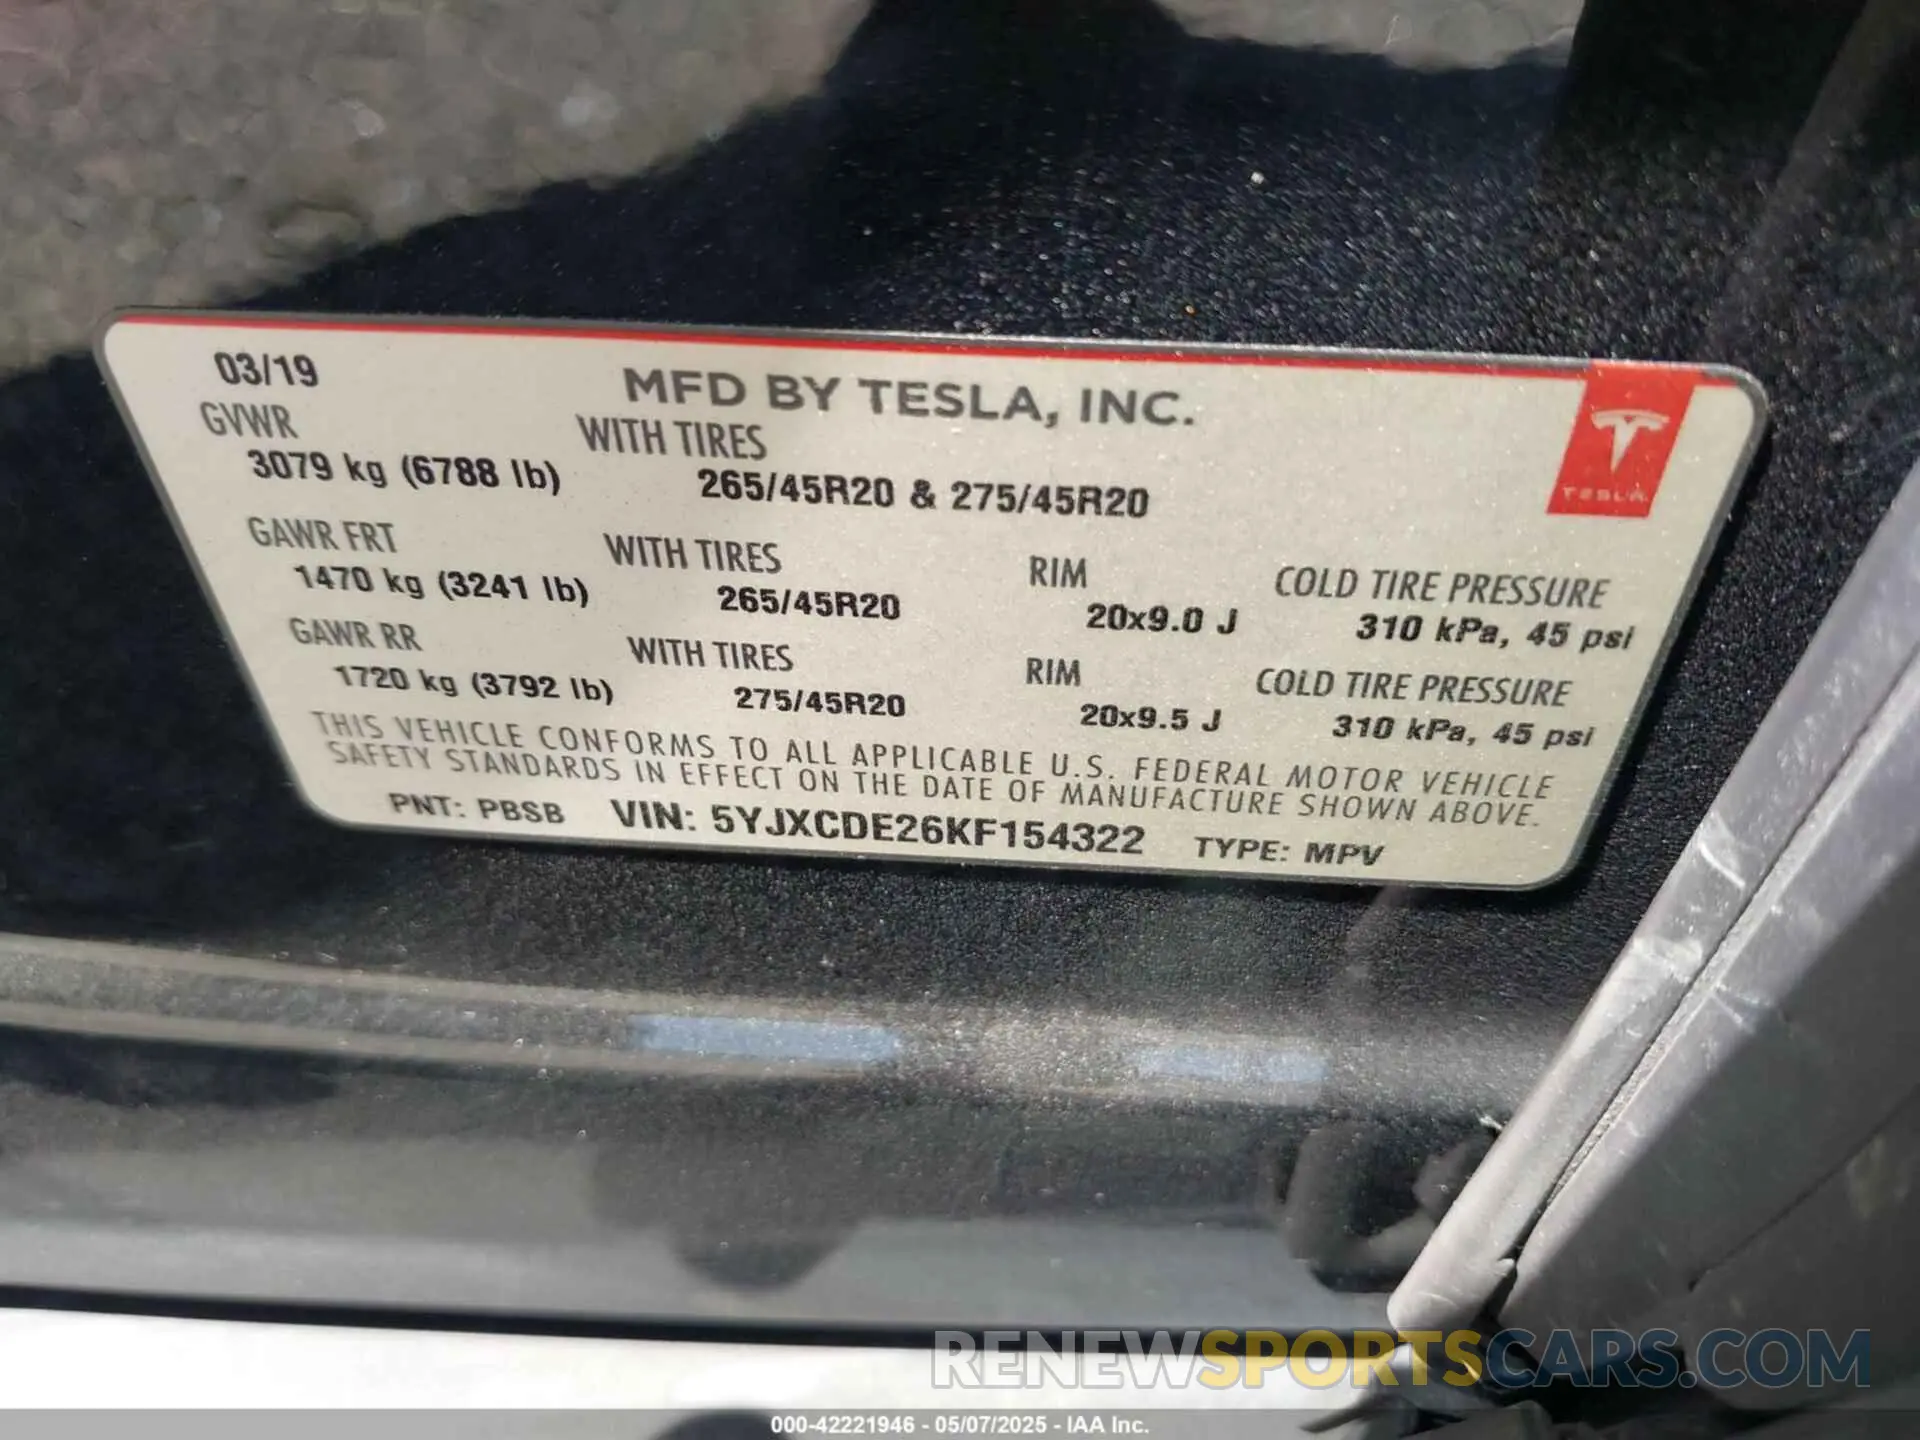 03/19 MFD BY TESLA, INC.
GVWR WITH TIRES
3079 kg (6788 lb) 265/45R20 & 275/45R20
TESLA
GAWR FRT WITH TIRES RIM COLD TIRE PRESSURE
1470 kg (3241 lb) 265/45R20 20x9.0 J 310 kPa, 45 psi
GAWR RR WITH TIRES RIM COLD TIRE PRESSURE
1720 kg (3792 lb) 275/45R20 20x9.5 J 310 kPa, 45 psi
THIS VEHICLE CONFORMS TO ALL APPLICABLE U.S. FEDERAL MOTOR VEHICLE
SAFETY STANDARDS IN EFFECT ON THE DATE OF MANUFACTURE SHOWN ABOVE.
PNT: PBSB VIN: 5YJXCDE26KF154322 TYPE: MPV
RENEWSPORTSCARS.COM
000-42221946 - 05/07/2025 - IAA Inc.